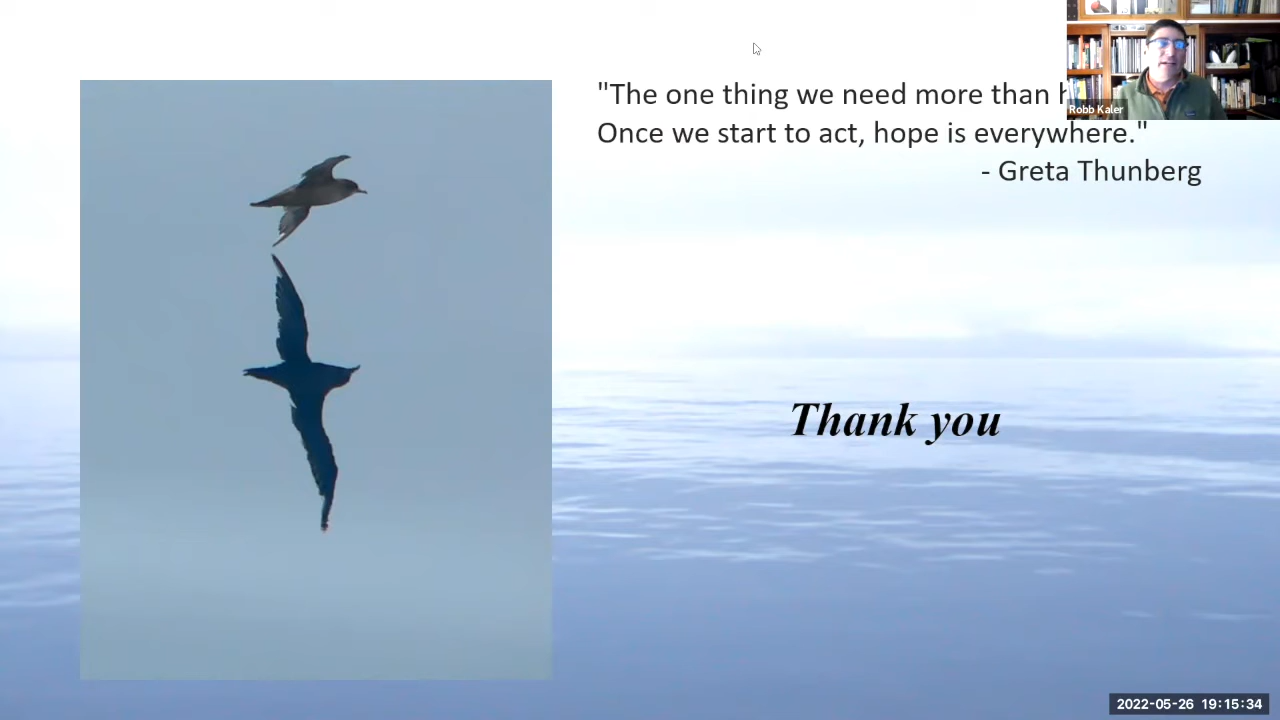 "The one thing we need more than
Once we start to act, hope is everywhere."
- Greta Thunberg
Robb Kaler
Thank you
2022-05-26 19:15:34